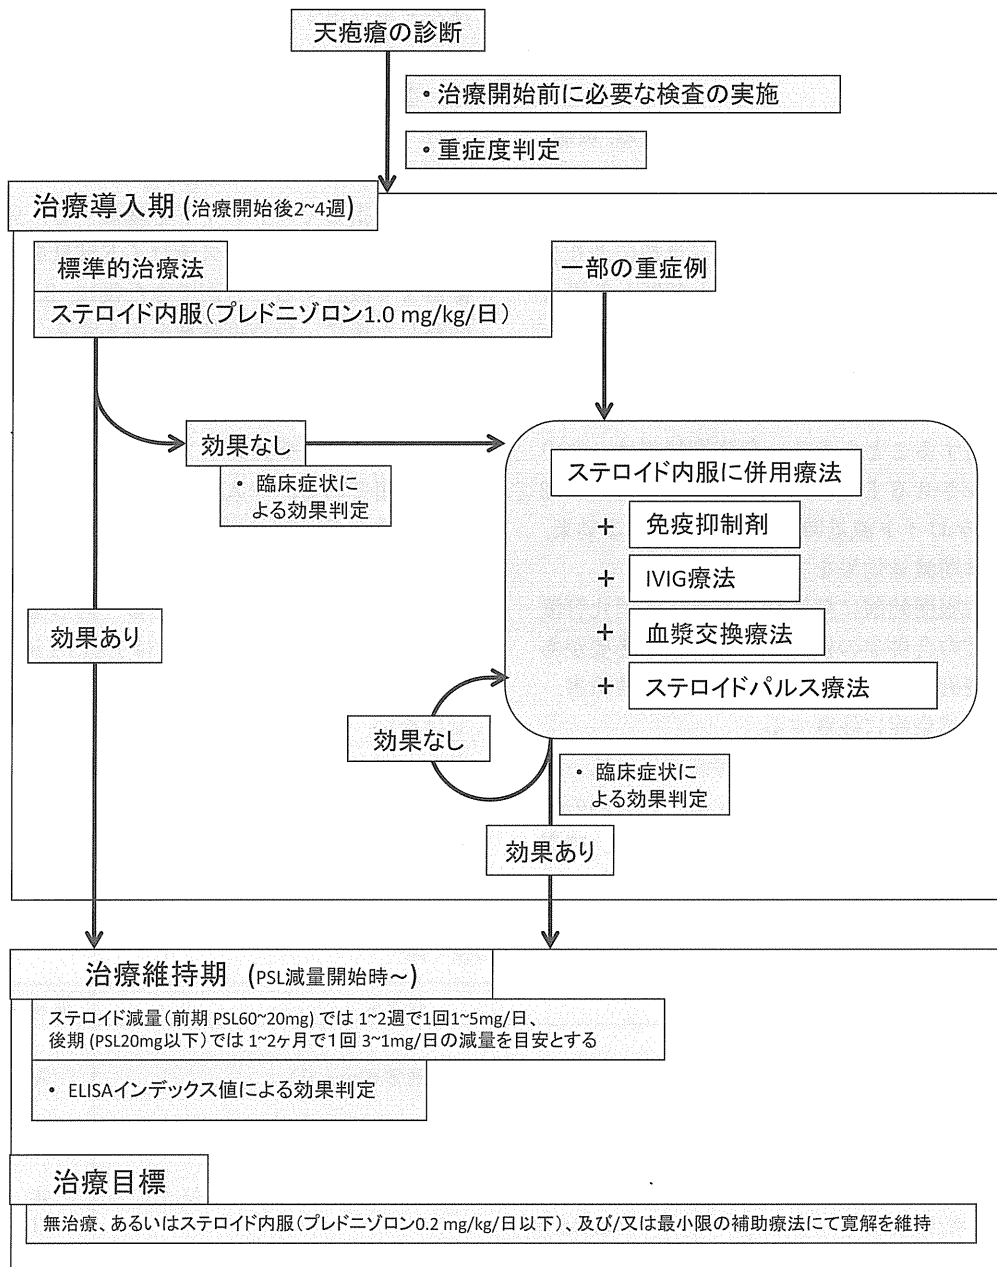 天疱瘡の診断
・治療開始前に必要な検査の実施
・重症度判定
治療導入期 (治療開始後2~4週)
標準的治療法
一部の重症例
ステロイド内服(プレドニゾロン1.0 mg/kg/日)
効果なし
・ 臨床症状に
よる効果判定
ステロイド内服に併用療法
+ 免疫抑制剤
+ IVIG療法
+ 血漿交換療法
+ ステロイドパルス療法
効果あり
効果なし
・ 臨床症状に
よる効果判定
効果あり
治療維持期 (PSL減量開始時~)
ステロイド減量(前期 PSL60~20mg) では 1~2週で1回1~5mg/日、
後期 (PSL20mg以下)では 1~2ヶ月で1回 3~1mg/日の減量を目安とする
・ ELISAインデックス値による効果判定
治療目標
無治療、あるいはステロイド内服(プレドニゾロン0.2 mg/kg/日以下)、及び/又は最小限の補助療法にて寛解を維持